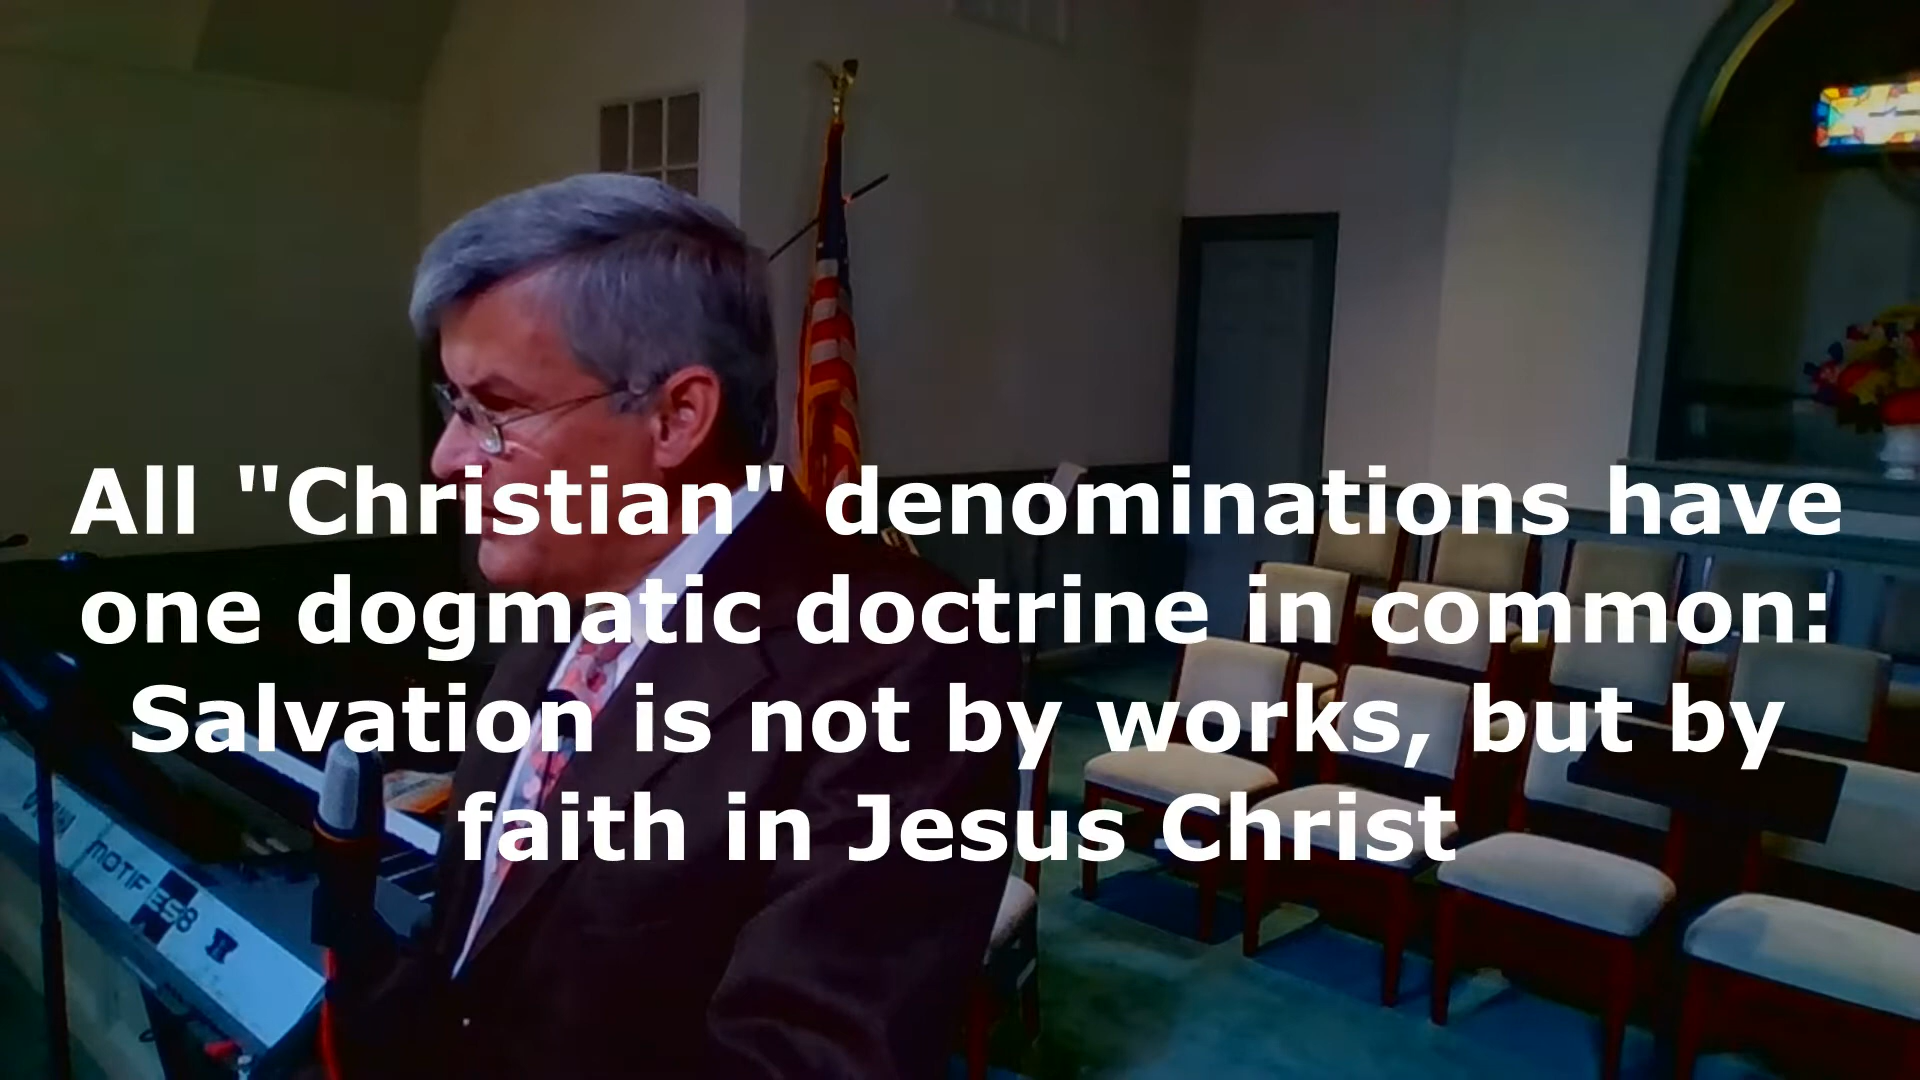 All "Christian" denominations have
one dogmatic doctrine in common:
Salvation is not by works, but by
faith in Jesus Christ
MOTIF ES8